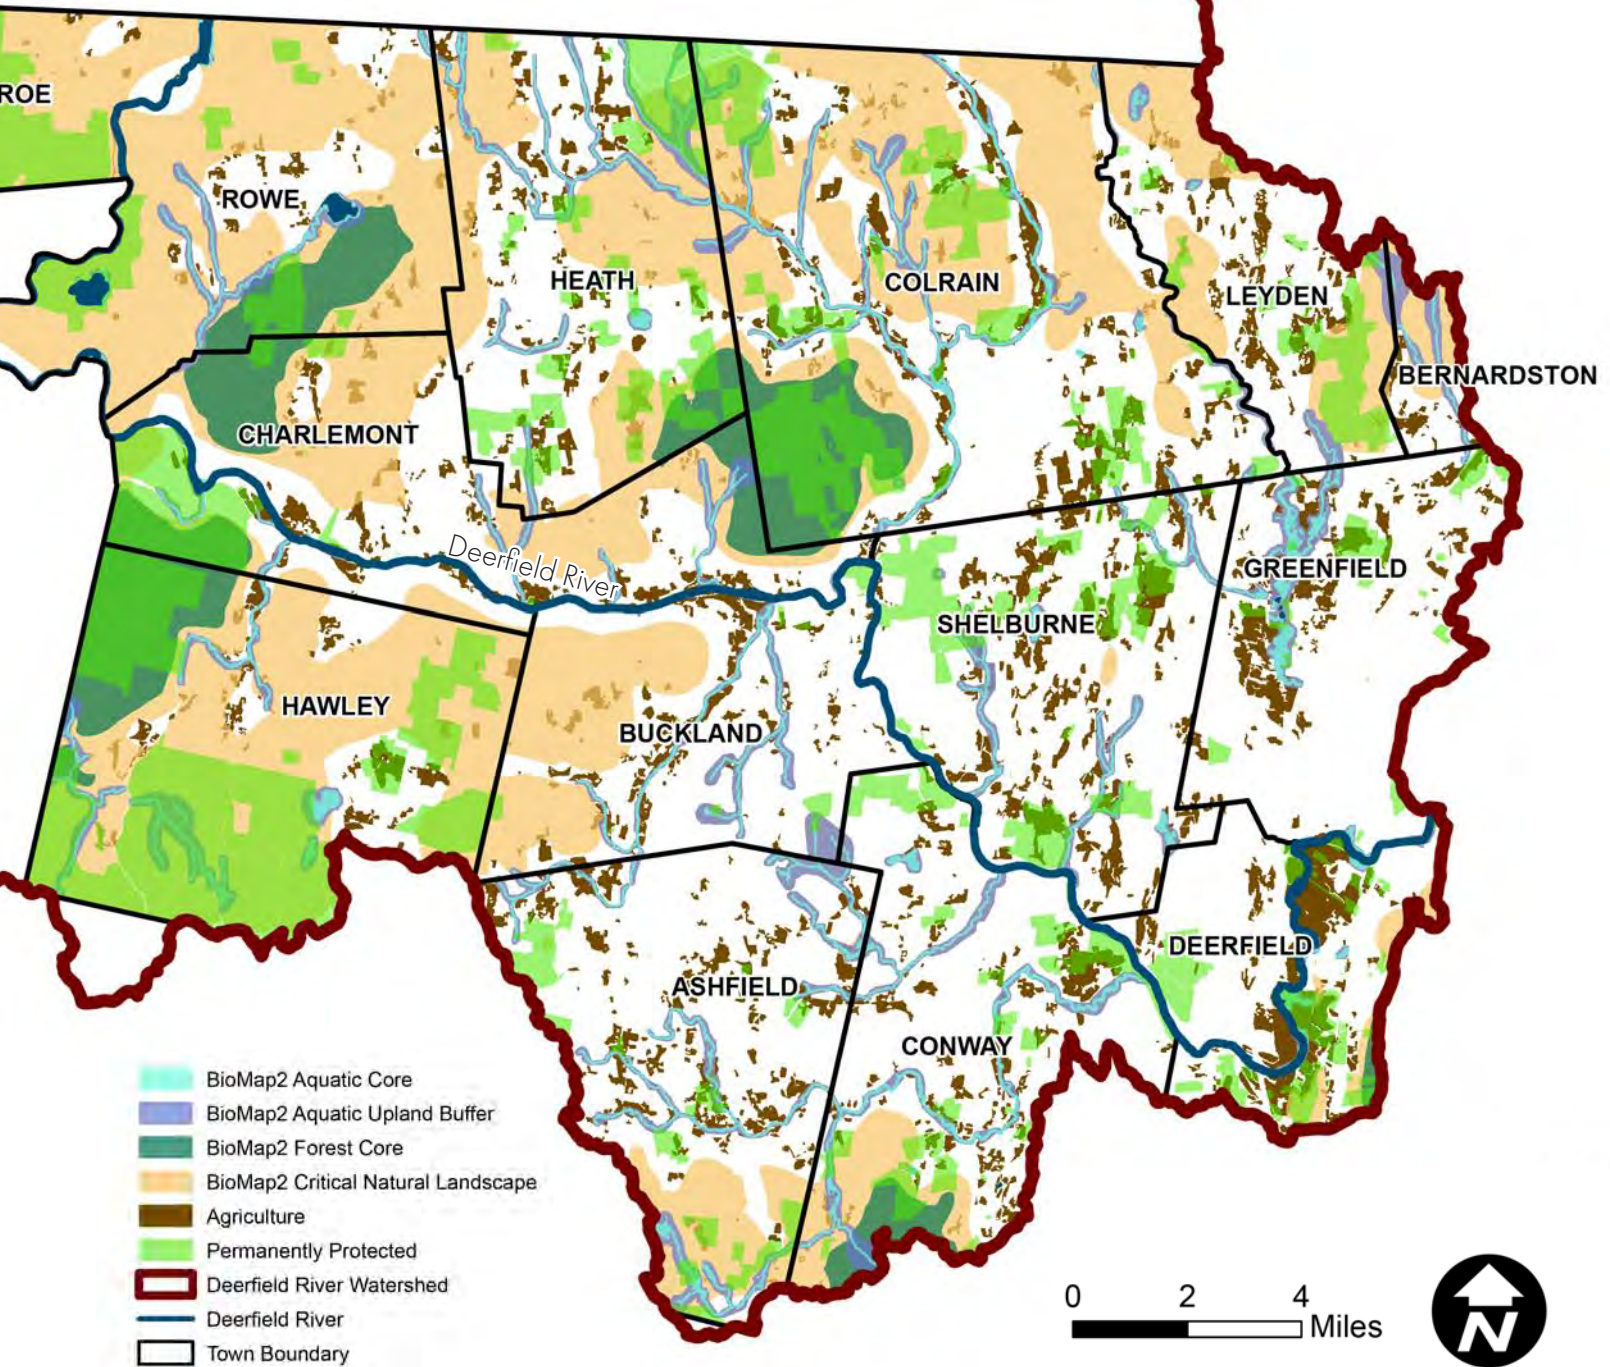 ROE
ROWE
HEATH
COLRAIN
LEYDEN
BERNARDSTON
CHARLEMONT
Deerfield River
GREENFIELD
SHELBURNE
HAWLEY
BUCKLAND
DEERFIELD
ASHFIELD
CONWAY
BioMap2 Aquatic Core
BioMap2 Aquatic Upland Buffer
BioMap2 Forest Core
BioMap2 Critical Natural Landscape
Agriculture
Permanently Protected
Deerfield River Watershed
Deerfield River
Town Boundary
0 2 4
Miles
N